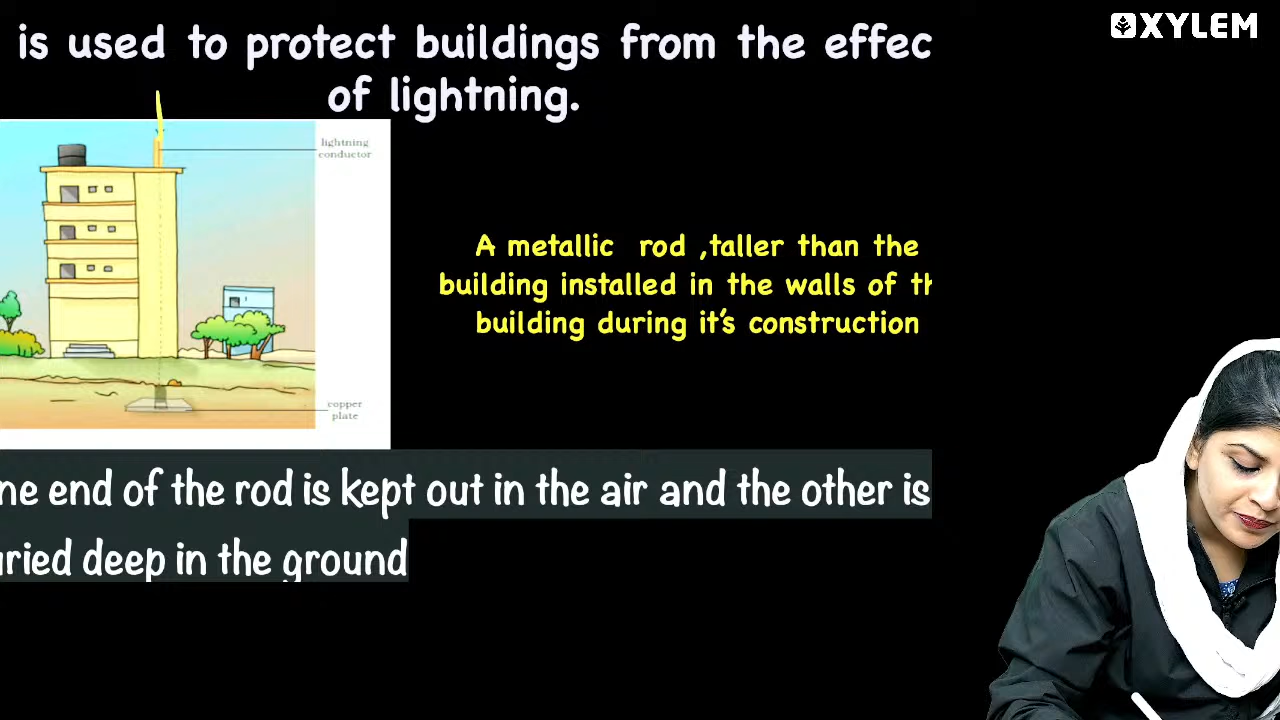 XYLEM
is used to protect buildings from the effec
of lightning.
lightning
conductor
A metallic rod ,taller than the
building installed in the walls of th
building during it's construction
copper
plate
ne end of the rod is kept out in the air and the other is
uried deep in the ground